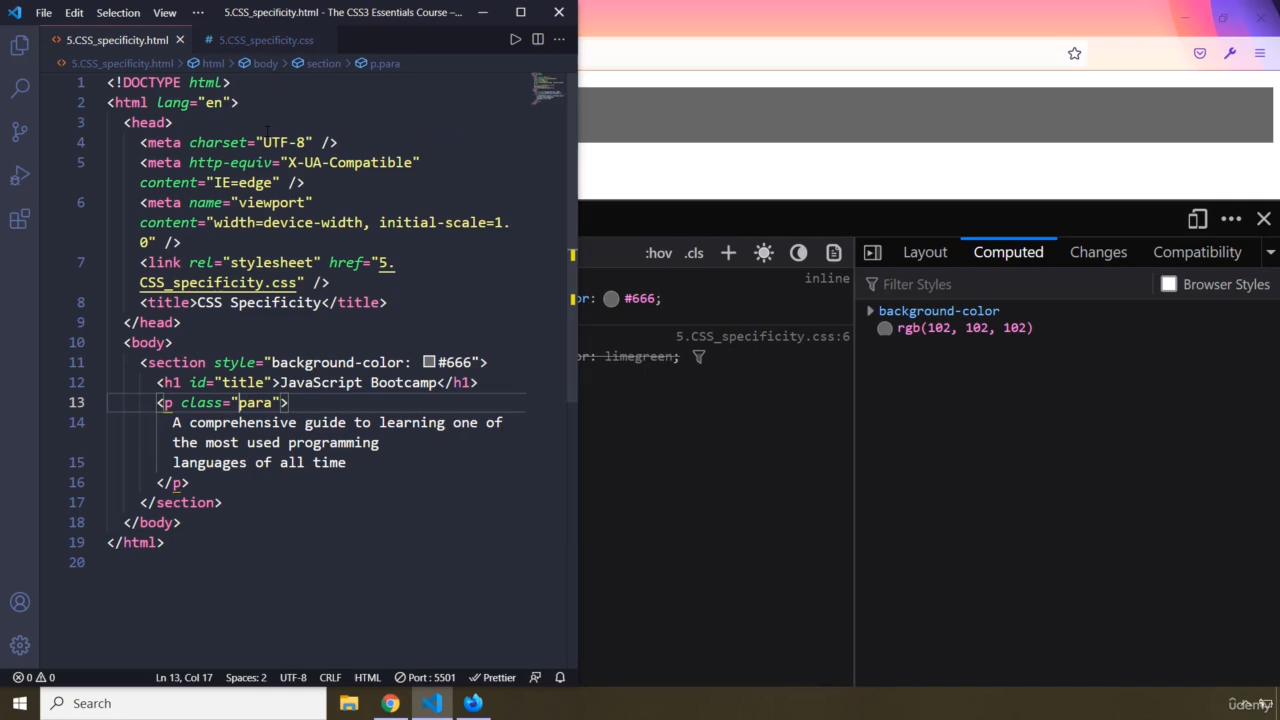 File Edit Selection View ··· 5.CSS_specificity.html - The CSS3 Essentials Course –...
5.CSS_specificity.html
# 5.CSS_specificity.css
5.CSS_specificity.html > html > body > section > p.para
1 <!DOCTYPE html>
2 <html lang="en">
3 <head>
4 <meta charset="UTF-8" />
5 <meta http-equiv="X-UA-Compatible"
content="IE=edge" />
6 <meta name="viewport"
content="width=device-width, initial-scale=1.
0" />
7 <link rel="stylesheet" href="5.
CSS_specificity.css" />
8 <title>CSS Specificity</title>
9 </head>
10 <body>
11 <section style="background-color: #666">
12 <h1 id="title">JavaScript Bootcamp</h1>
13 <p class="para">
14 A comprehensive guide to learning one of
the most used programming
15 languages of all time
16 </p>
17 </section>
18 </body>
19 </html>
20
:hov .cls + Layout Computed Changes Compatibility
inline
or: #666;
5.CSS_specificity.css:6
or: limegreen;
Filter Styles Browser Styles
background-color
rgb(102, 102, 102)
0 0 Ln 13, Col 17 Spaces: 2 UTF-8 CRLF HTML Port : 5501 Prettier
Search
udemy